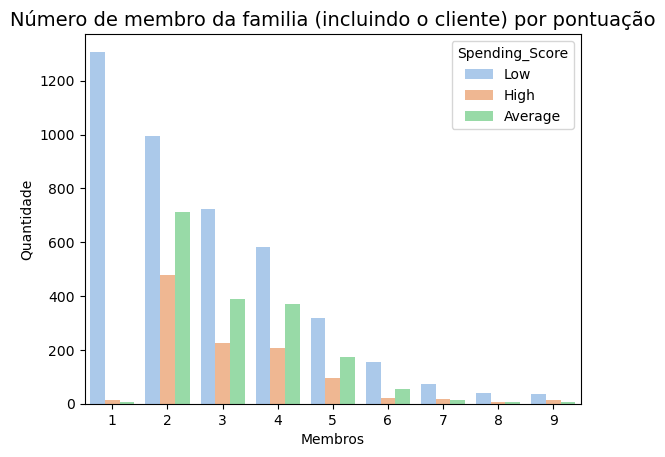 Número de membro da familia (incluindo o cliente) por pontuação
Spending_Score
Low
High
Average
Quantidade
1200
1000
800
600
400
200
0
1 2 3 4 5 6 7 8 9
Membros